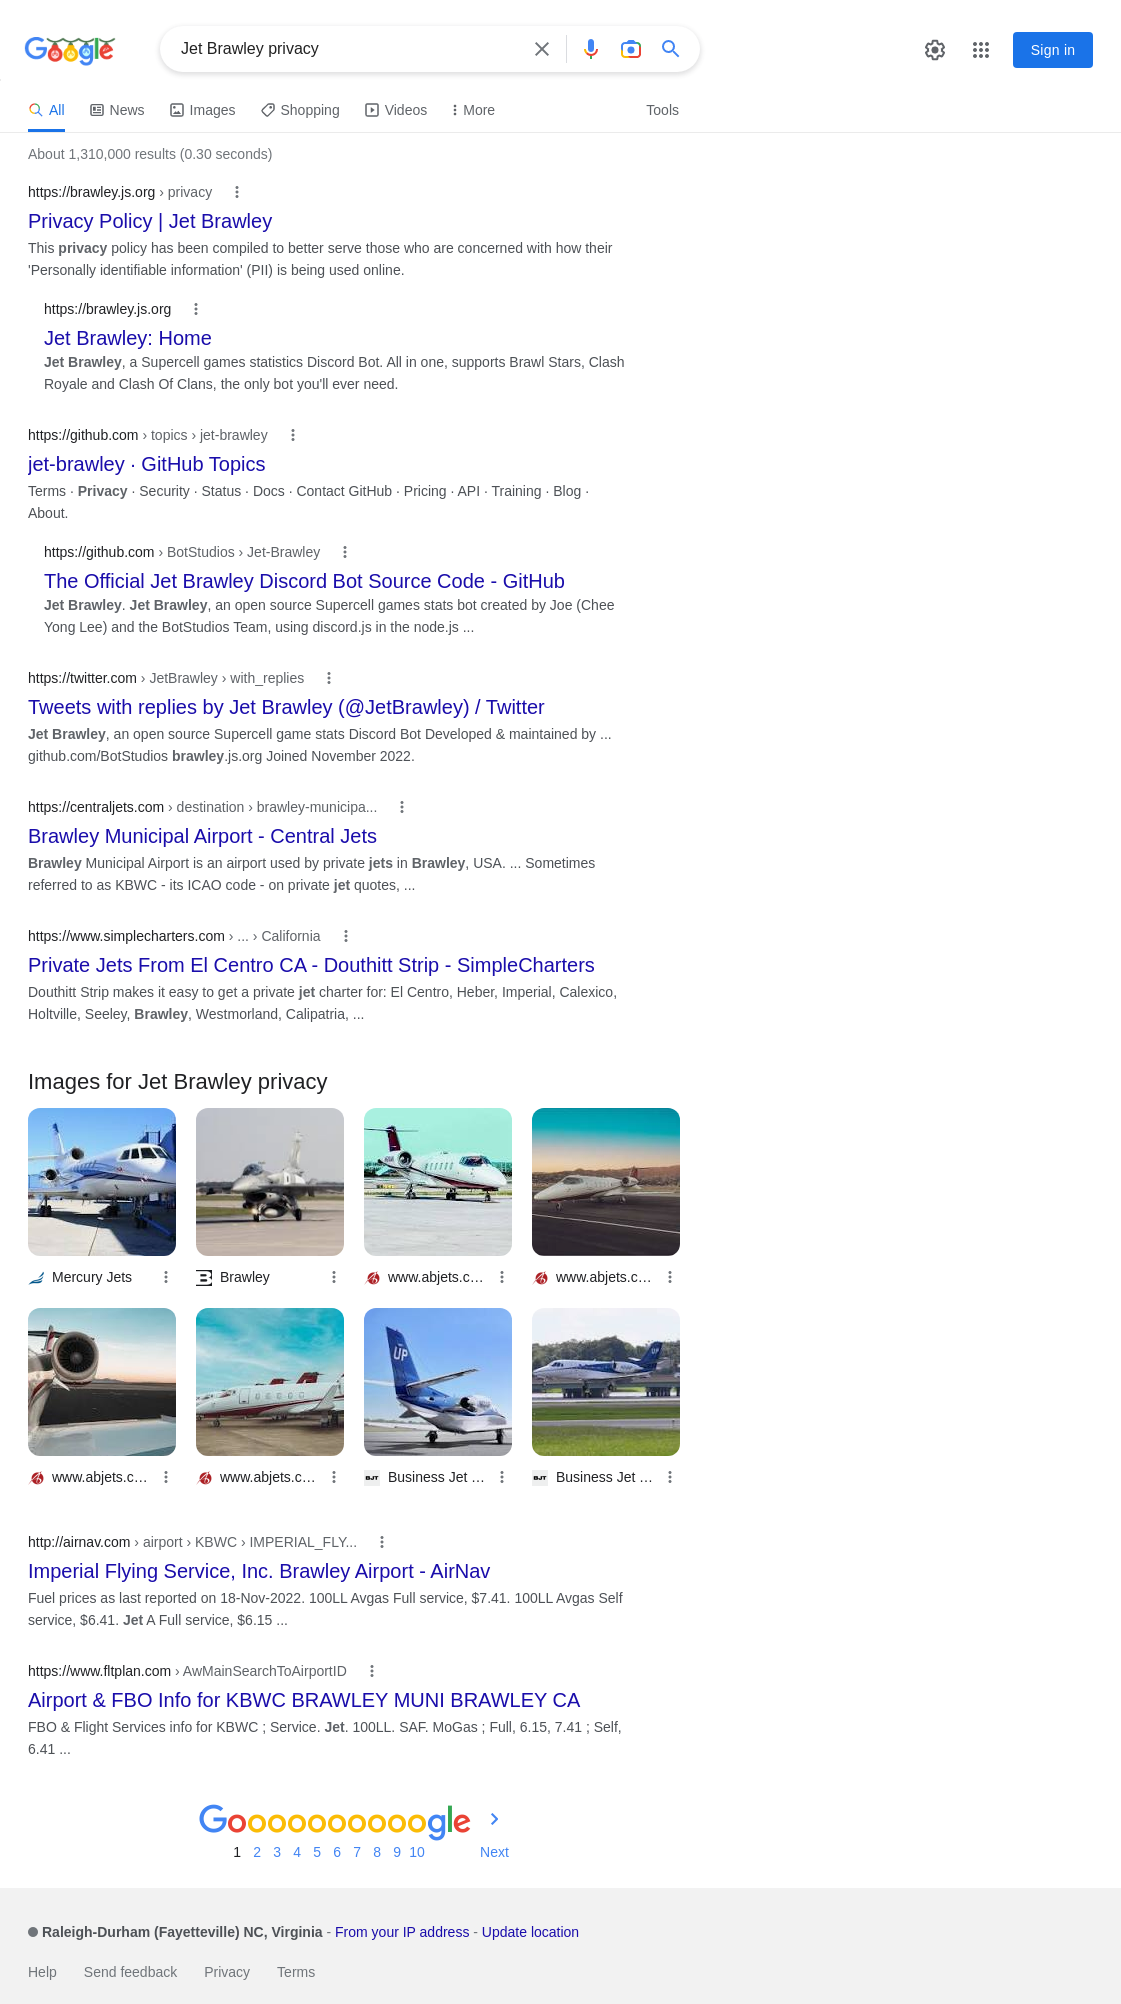 Google
Jet Brawley privacy
Sign in
All
News
Images
Shopping
Videos
More
Tools
About 1,310,000 results (0.30 seconds)
https://brawley.js.org › privacy
Privacy Policy | Jet Brawley
This privacy policy has been compiled to better serve those who are concerned with how their
'Personally identifiable information' (PII) is being used online.
https://brawley.js.org
Jet Brawley: Home
Jet Brawley, a Supercell games statistics Discord Bot. All in one, supports Brawl Stars, Clash
Royale and Clash Of Clans, the only bot you'll ever need.
https://github.com › topics › jet-brawley
jet-brawley · GitHub Topics
Terms · Privacy · Security · Status · Docs · Contact GitHub · Pricing · API · Training · Blog ·
About.
https://github.com › BotStudios › Jet-Brawley
The Official Jet Brawley Discord Bot Source Code - GitHub
Jet Brawley. Jet Brawley, an open source Supercell games stats bot created by Joe (Chee
Yong Lee) and the BotStudios Team, using discord.js in the node.js ...
https://twitter.com › JetBrawley › with_replies
Tweets with replies by Jet Brawley (@JetBrawley) / Twitter
Jet Brawley, an open source Supercell game stats Discord Bot Developed & maintained by ...
github.com/BotStudios brawley.js.org Joined November 2022.
https://centraljets.com › destination › brawley-municipa...
Brawley Municipal Airport - Central Jets
Brawley Municipal Airport is an airport used by private jets in Brawley, USA. ... Sometimes
referred to as KBWC - its ICAO code - on private jet quotes, ...
https://www.simplecharters.com › ... › California
Private Jets From El Centro CA - Douthitt Strip - SimpleCharters
Douthitt Strip makes it easy to get a private jet charter for: El Centro, Heber, Imperial, Calexico,
Holtville, Seeley, Brawley, Westmorland, Calipatria, ...
Images for Jet Brawley privacy
Mercury Jets
B Brawley
www.abjets.c...
www.abjets.c...
UP
UP
www.abjets.c...
www.abjets.c...
BJT Business Jet ...
BJT Business Jet ...
http://airnav.com › airport › KBWC › IMPERIAL_FLY...
Imperial Flying Service, Inc. Brawley Airport - AirNav
Fuel prices as last reported on 18-Nov-2022. 100LL Avgas Full service, $7.41. 100LL Avgas Self
service, $6.41. Jet A Full service, $6.15 ...
https://www.fltplan.com › AwMainSearchToAirportID
Airport & FBO Info for KBWC BRAWLEY MUNI BRAWLEY CA
FBO & Flight Services info for KBWC ; Service. Jet. 100LL. SAF. MoGas ; Full, 6.15, 7.41 ; Self,
6.41 ...
Goooooooooogle
1 2 3 4 5 6 7 8 9 10 Next
Raleigh-Durham (Fayetteville) NC, Virginia - From your IP address - Update location
Help Send feedback Privacy Terms